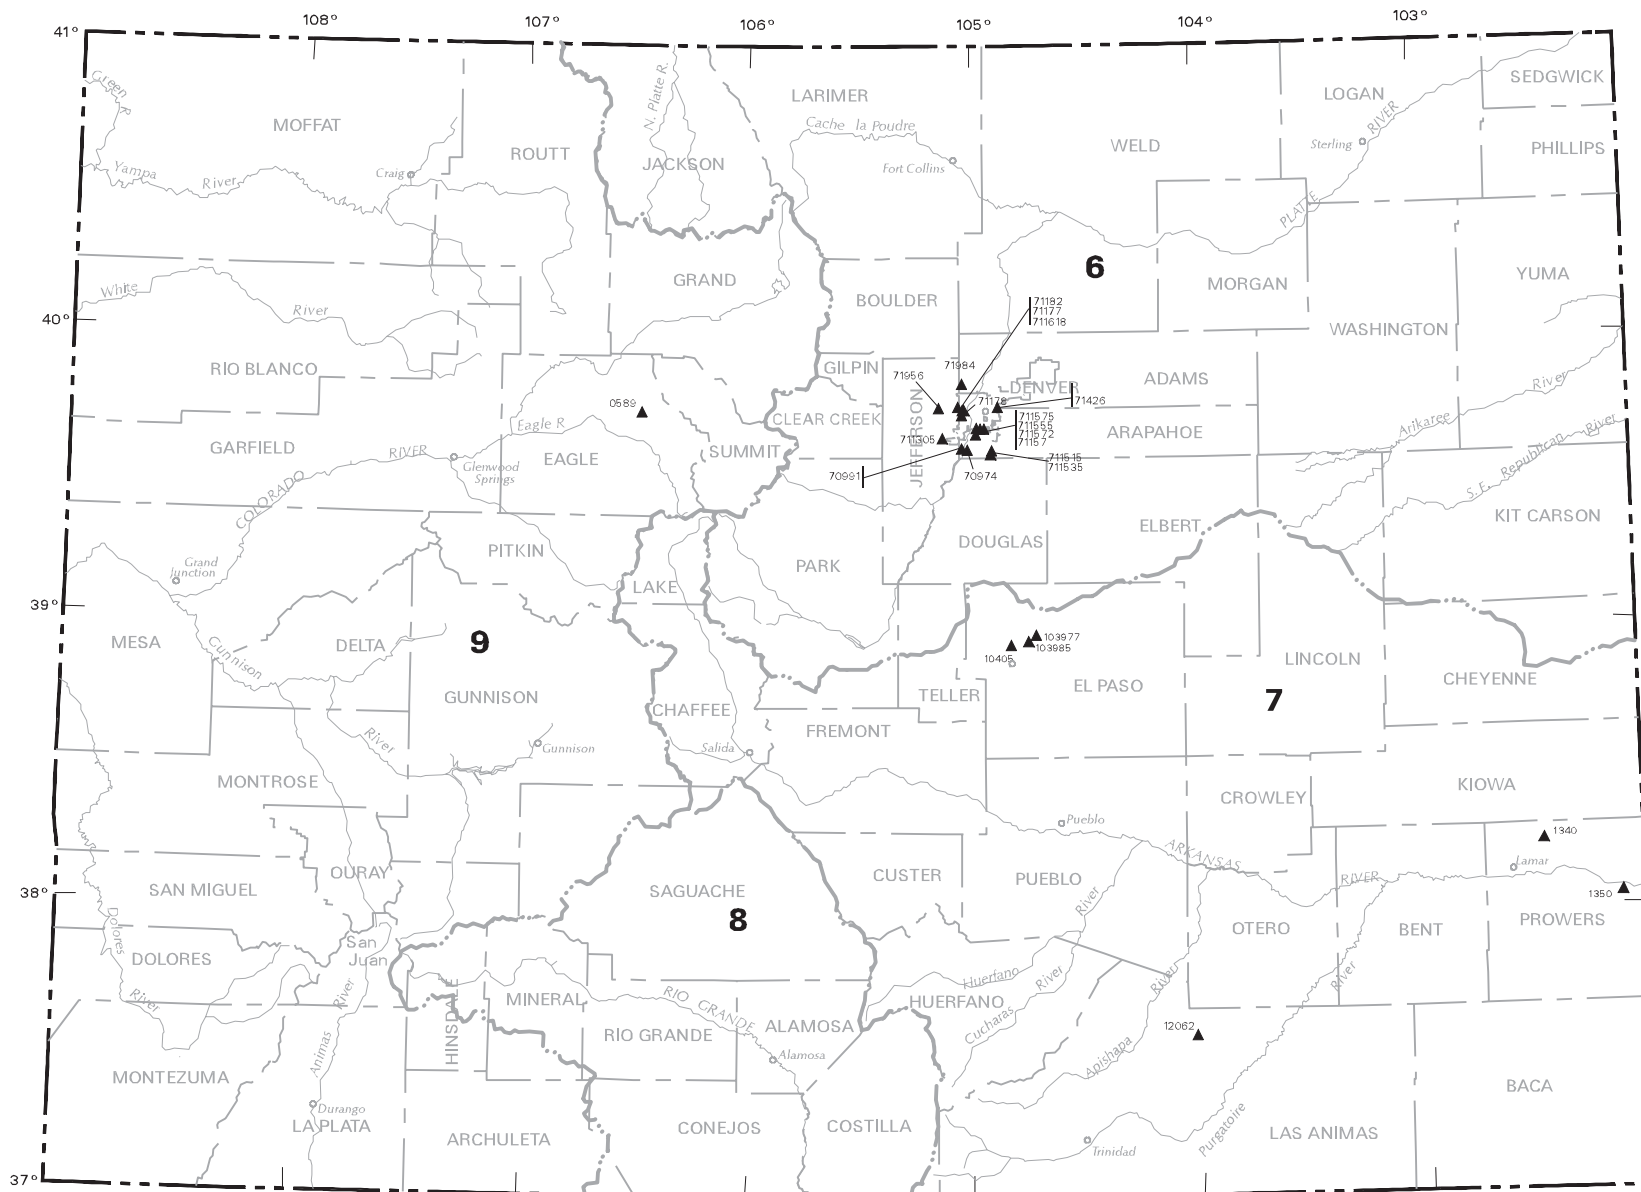 108°
107°
106°
105°
104°
103°
41°
Green R.
MOFFAT
ROUTT
N. Platte R.
JACKSON
LARIMER
Cache la Poudre
Fort Collins
WELD
LOGAN
SEDGWICK
PHILLIPS
Sterling
PLATTE RIVER
Craig
Yampa River
GRAND
BOULDER
6
MORGAN
YUMA
WASHINGTON
White River
40°
71182
71177
711618
RIO BLANCO
GILPIN
71984
71956
DENVER
ADAMS
71178
71426
0589
CLEAR CREEK
JEFFERSON
711575
711555
711572
71157
ARAPAHOE
Arikaree River
Eagle R
GARFIELD
EAGLE
SUMMIT
711305
711515
711535
70991
70974
S.E. Republican River
COLORADO RIVER
Glenwood
Springs
KIT CARSON
ELBERT
DOUGLAS
PITKIN
PARK
Grand
Junction
LAKE
39°
MESA
DELTA
9
Gunnison River
103977
103985
10405
LINCOLN
CHEYENNE
EL PASO
7
TELLER
GUNNISON
CHAFFEE
FREMONT
Salida
Gunnison
MONTROSE
KIOWA
CROWLEY
Pueblo
1340
ARKANSAS RIVER
Lamar
OURAY
SAN MIGUEL
38°
SAGUACHE
8
CUSTER
PUEBLO
1350
PROWERS
OTERO
BENT
Dolores River
DOLORES
San
Juan
Huerfano River
HUERFANO
Cucharas River
Apishapa River
Purgatoire River
HINSDALE
MINERAL
RIO GRANDE
RIO GRANDE
ALAMOSA
Alamosa
12062
Animas River
MONTEZUMA
BACA
Durango
LA PLATA
ARCHULETA
CONEJOS
COSTILLA
LAS ANIMAS
Trinidad
37°